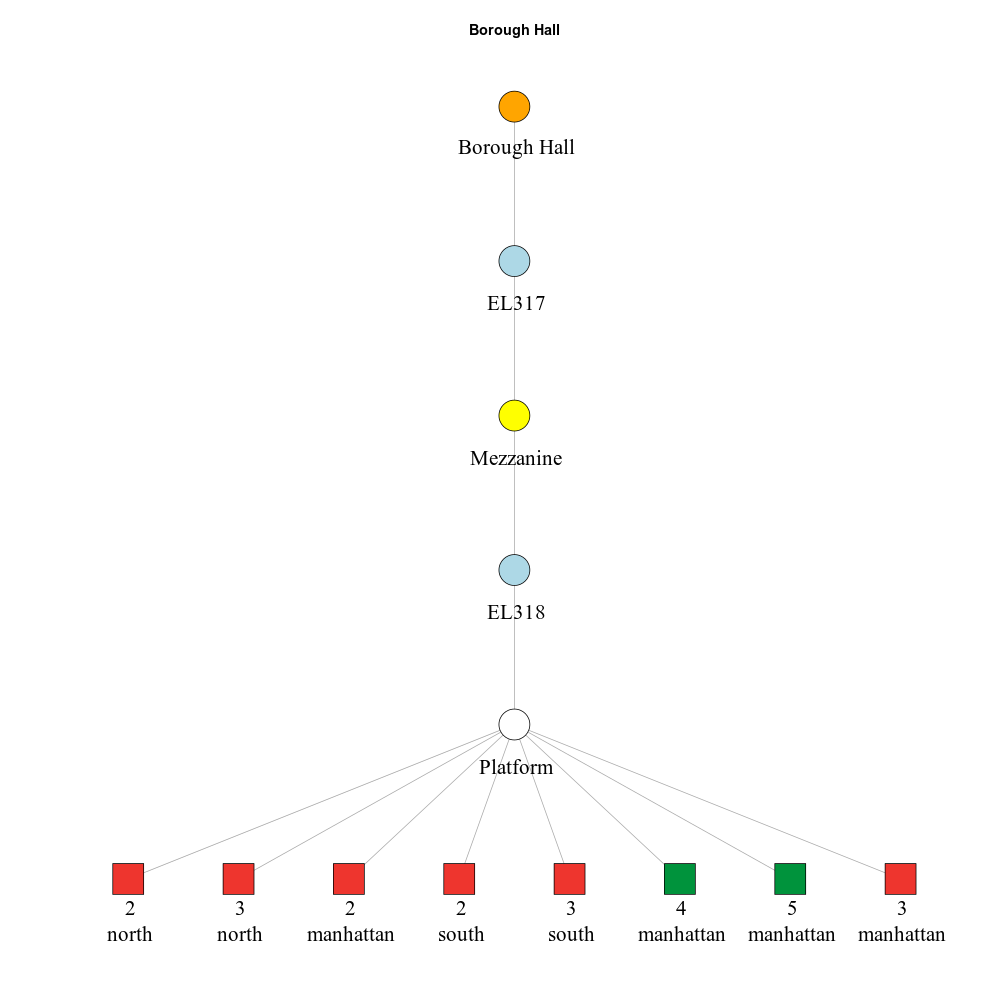 Borough Hall
Borough Hall
EL317
Mezzanine
EL318
Platform
2 3 2 2 3 4 5 3
north north manhattan south south manhattan manhattan manhattan